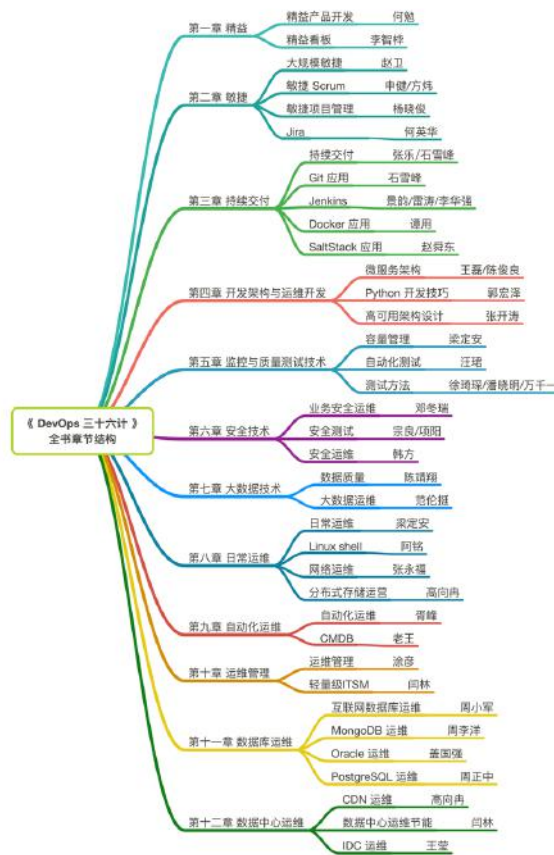 《 DevOps 三十六计 》
全书章节结构
第一章 精益
精益产品开发 何勉
精益看板 李智桦
第二章 敏捷
大规模敏捷 赵卫
敏捷 Scrum 申健/方炜
敏捷项目管理 杨晓俊
Jira 何英华
第三章 持续交付
持续交付 张乐/石雪峰
Git 应用 石雪峰
Jenkins 景韵/雷涛/李华强
Docker 应用 谭用
SaltStack 应用 赵舜东
第四章 开发架构与运维开发
微服务架构 王磊/陈俊良
Python 开发技巧 郭宏泽
高可用架构设计 张开涛
第五章 监控与质量测试技术
容量管理 梁定安
自动化测试 汪珺
测试方法 徐琦琛/潘晓明/万千一
第六章 安全技术
业务安全运维 邓冬瑞
安全测试 宗良/项阳
安全运维 韩方
第七章 大数据技术
数据质量 陈靖翔
大数据运维 范伦挺
第八章 日常运维
日常运维 梁定安
Linux shell 阿铭
网络运维 张永福
分布式存储运营 高向冉
第九章 自动化运维
自动化运维 胥峰
CMDB 老王
第十章 运维管理
运维管理 涂彦
轻量级ITSM 闫林
第十一章 数据库运维
互联网数据库运维 周小军
MongoDB 运维 周李洋
Oracle 运维 盖国强
PostgreSQL 运维 周正中
第十二章 数据中心运维
CDN 运维 高向冉
数据中心运维节能 闫林
IDC 运维 王莹